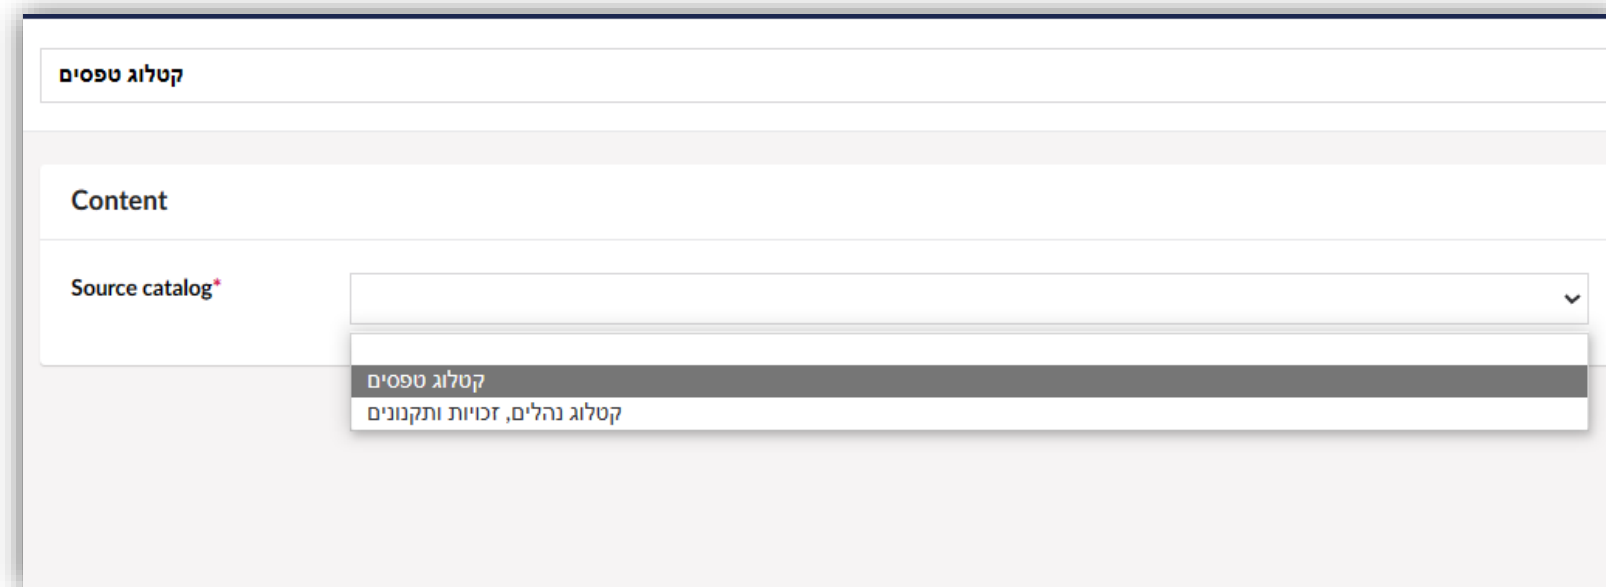 קטלוג טפסים
Content
Source catalog*
קטלוג טפסים
קטלוג נהלים, זכויות ותקנונים